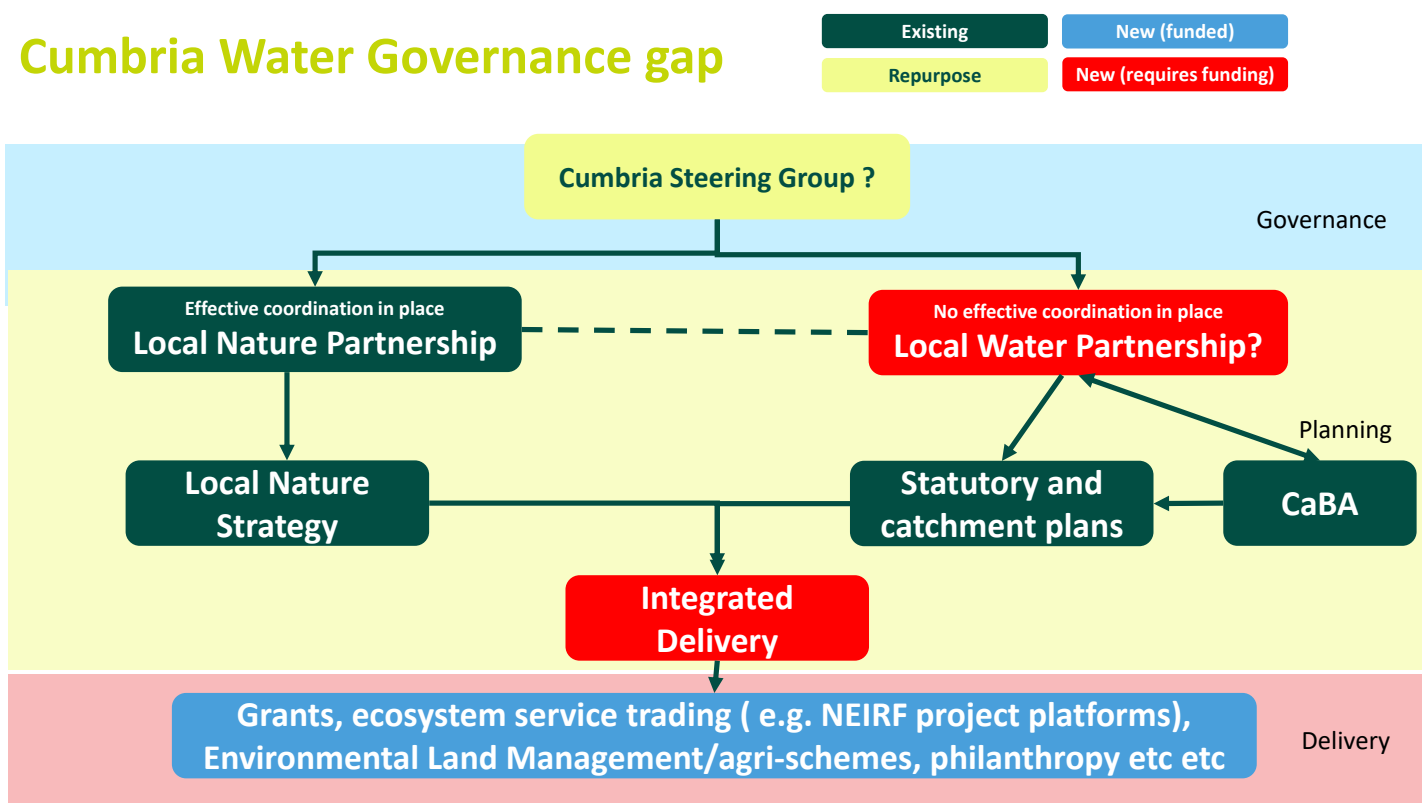 Cumbria Water Governance gap
Existing
New (funded)
Repurpose
New (requires funding)
Cumbria Steering Group ?
Governance
Effective coordination in place
Local Nature Partnership
No effective coordination in place
Local Water Partnership?
Planning
Local Nature
Strategy
Statutory and
catchment plans
CaBA
Integrated
Delivery
Grants, ecosystem service trading ( e.g. NEIRF project platforms),
Environmental Land Management/agri-schemes, philanthropy etc etc
Delivery